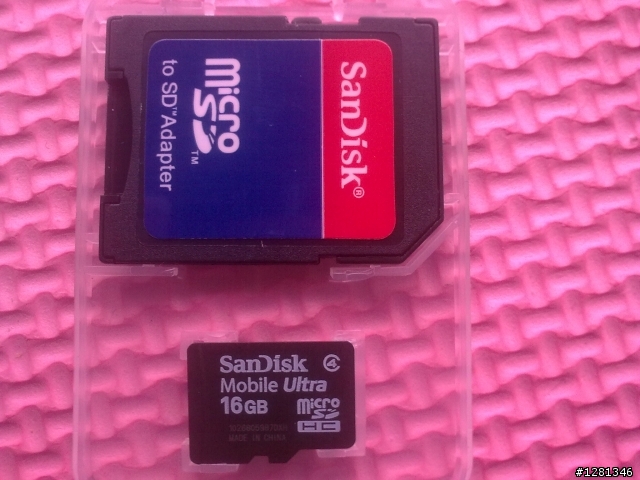 SanDisk®
Micro
SD™
to SD™ Adapter
SanDisk 4
Mobile Ultra
16GB
Micro
SD
HC
MADE IN CHINA
#1281346